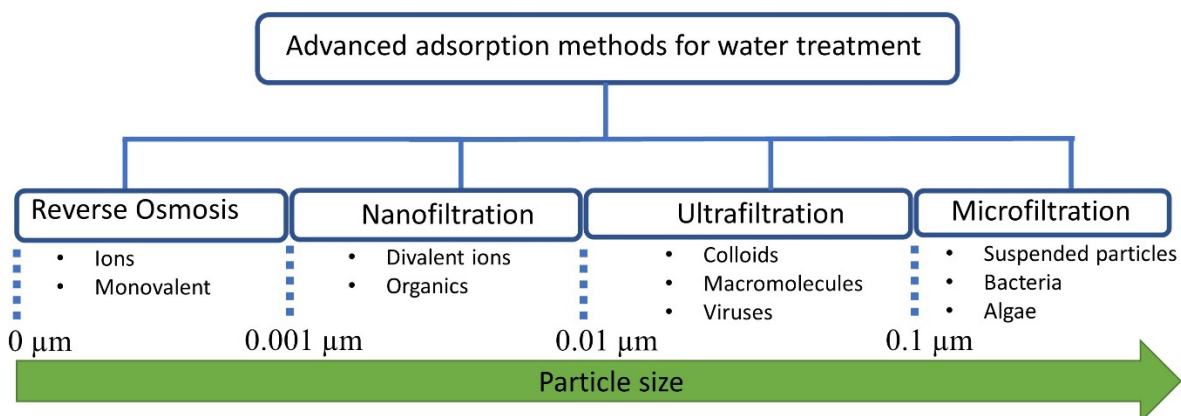 Advanced adsorption methods for water treatment
Reverse Osmosis
Nanofiltration
Ultrafiltration
Microfiltration
• Ions
• Monovalent
• Divalent ions
• Organics
• Colloids
• Macromolecules
• Viruses
• Suspended particles
• Bacteria
• Algae
0 µm
0.001 µm
0.01 µm
0.1 µm
Particle size